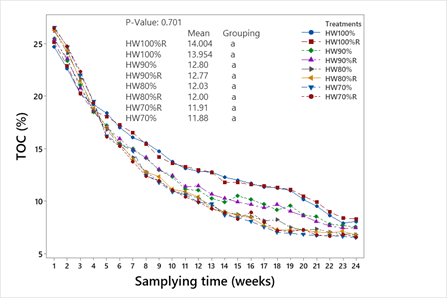 P-Value: 0.701
Mean Grouping
HW100%R 14.004 a
HW100% 13.954 a
HW90% 12.80 a
HW90%R 12.77 a
HW80% 12.03 a
HW80%R 12.00 a
HW70%R 11.91 a
HW70% 11.88 a
Treatments
HW100%
HW100%R
HW90%
HW90%R
HW80%
HW80%R
HW70%
HW70%R
TOC (%)
25
20
15
10
5
1 2 3 4 5 6 7 8 9 10 11 12 13 14 15 16 17 18 19 20 21 22 23 24
Samplying time (weeks)